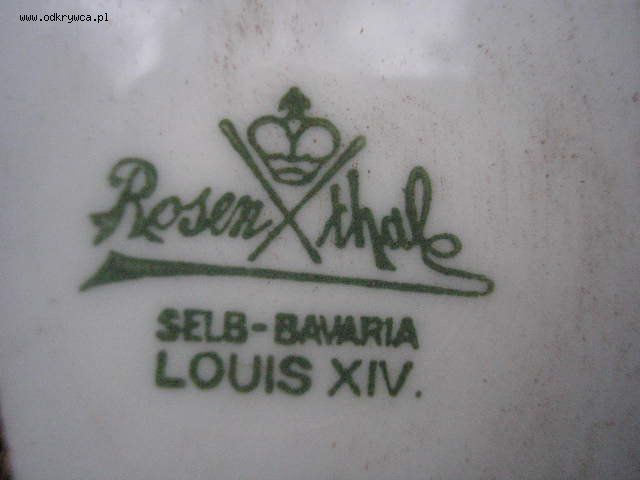 www.odkrywca.pl
Rosenthal
SELB-BAVARIA
LOUIS XIV.